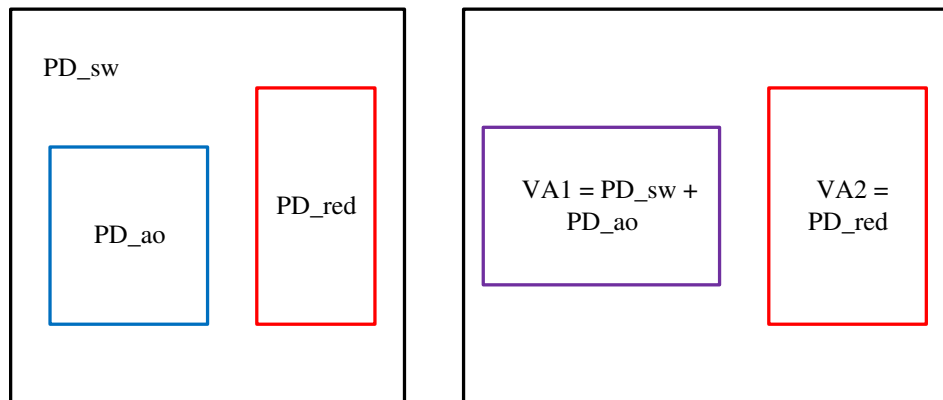 PD_sw
PD_ao
PD_red
VA1 = PD_sw +
PD_ao
VA2 =
PD_red